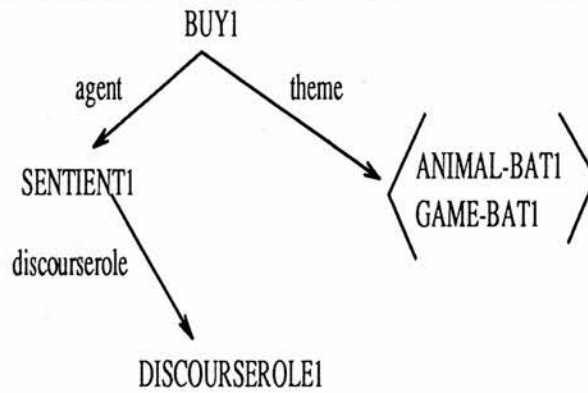 BUY1
agent
theme
SENTIENT1
ANIMAL-BAT1
GAME-BAT1
discourserole
DISCOURSEROLE1